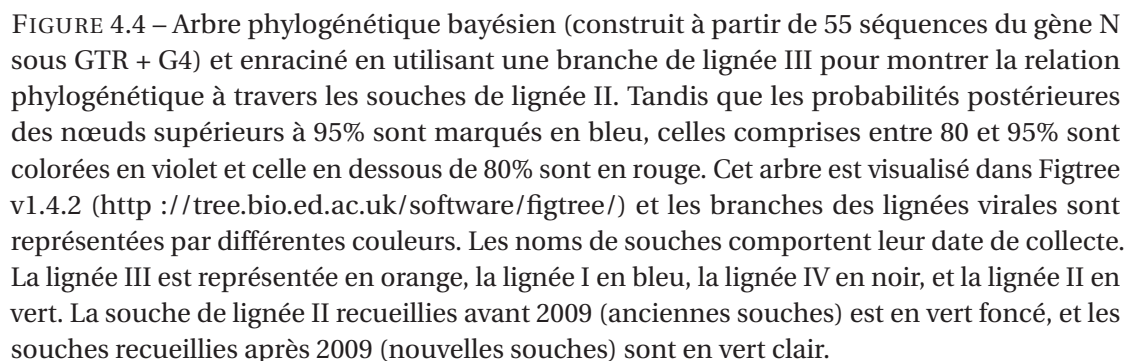 FIGURE 4.4 – Arbre phylogénétique bayésien (construit à partir de 55 séquences du gène N
sous GTR + G4) et enraciné en utilisant une branche de lignée III pour montrer la relation
phylogénétique à travers les souches de lignée II. Tandis que les probabilités postérieures
des nœuds supérieurs à 95% sont marqués en bleu, celles comprises entre 80 et 95% sont
colorées en violet et celle en dessous de 80% sont en rouge. Cet arbre est visualisé dans Figtree
v1.4.2 (http ://tree.bio.ed.ac.uk/software/figtree/) et les branches des lignées virales sont
représentées par différentes couleurs. Les noms de souches comportent leur date de collecte.
La lignée III est représentée en orange, la lignée I en bleu, la lignée IV en noir, et la lignée II en
vert. La souche de lignée II recueillies avant 2009 (anciennes souches) est en vert foncé, et les
souches recueillies après 2009 (nouvelles souches) sont en vert clair.